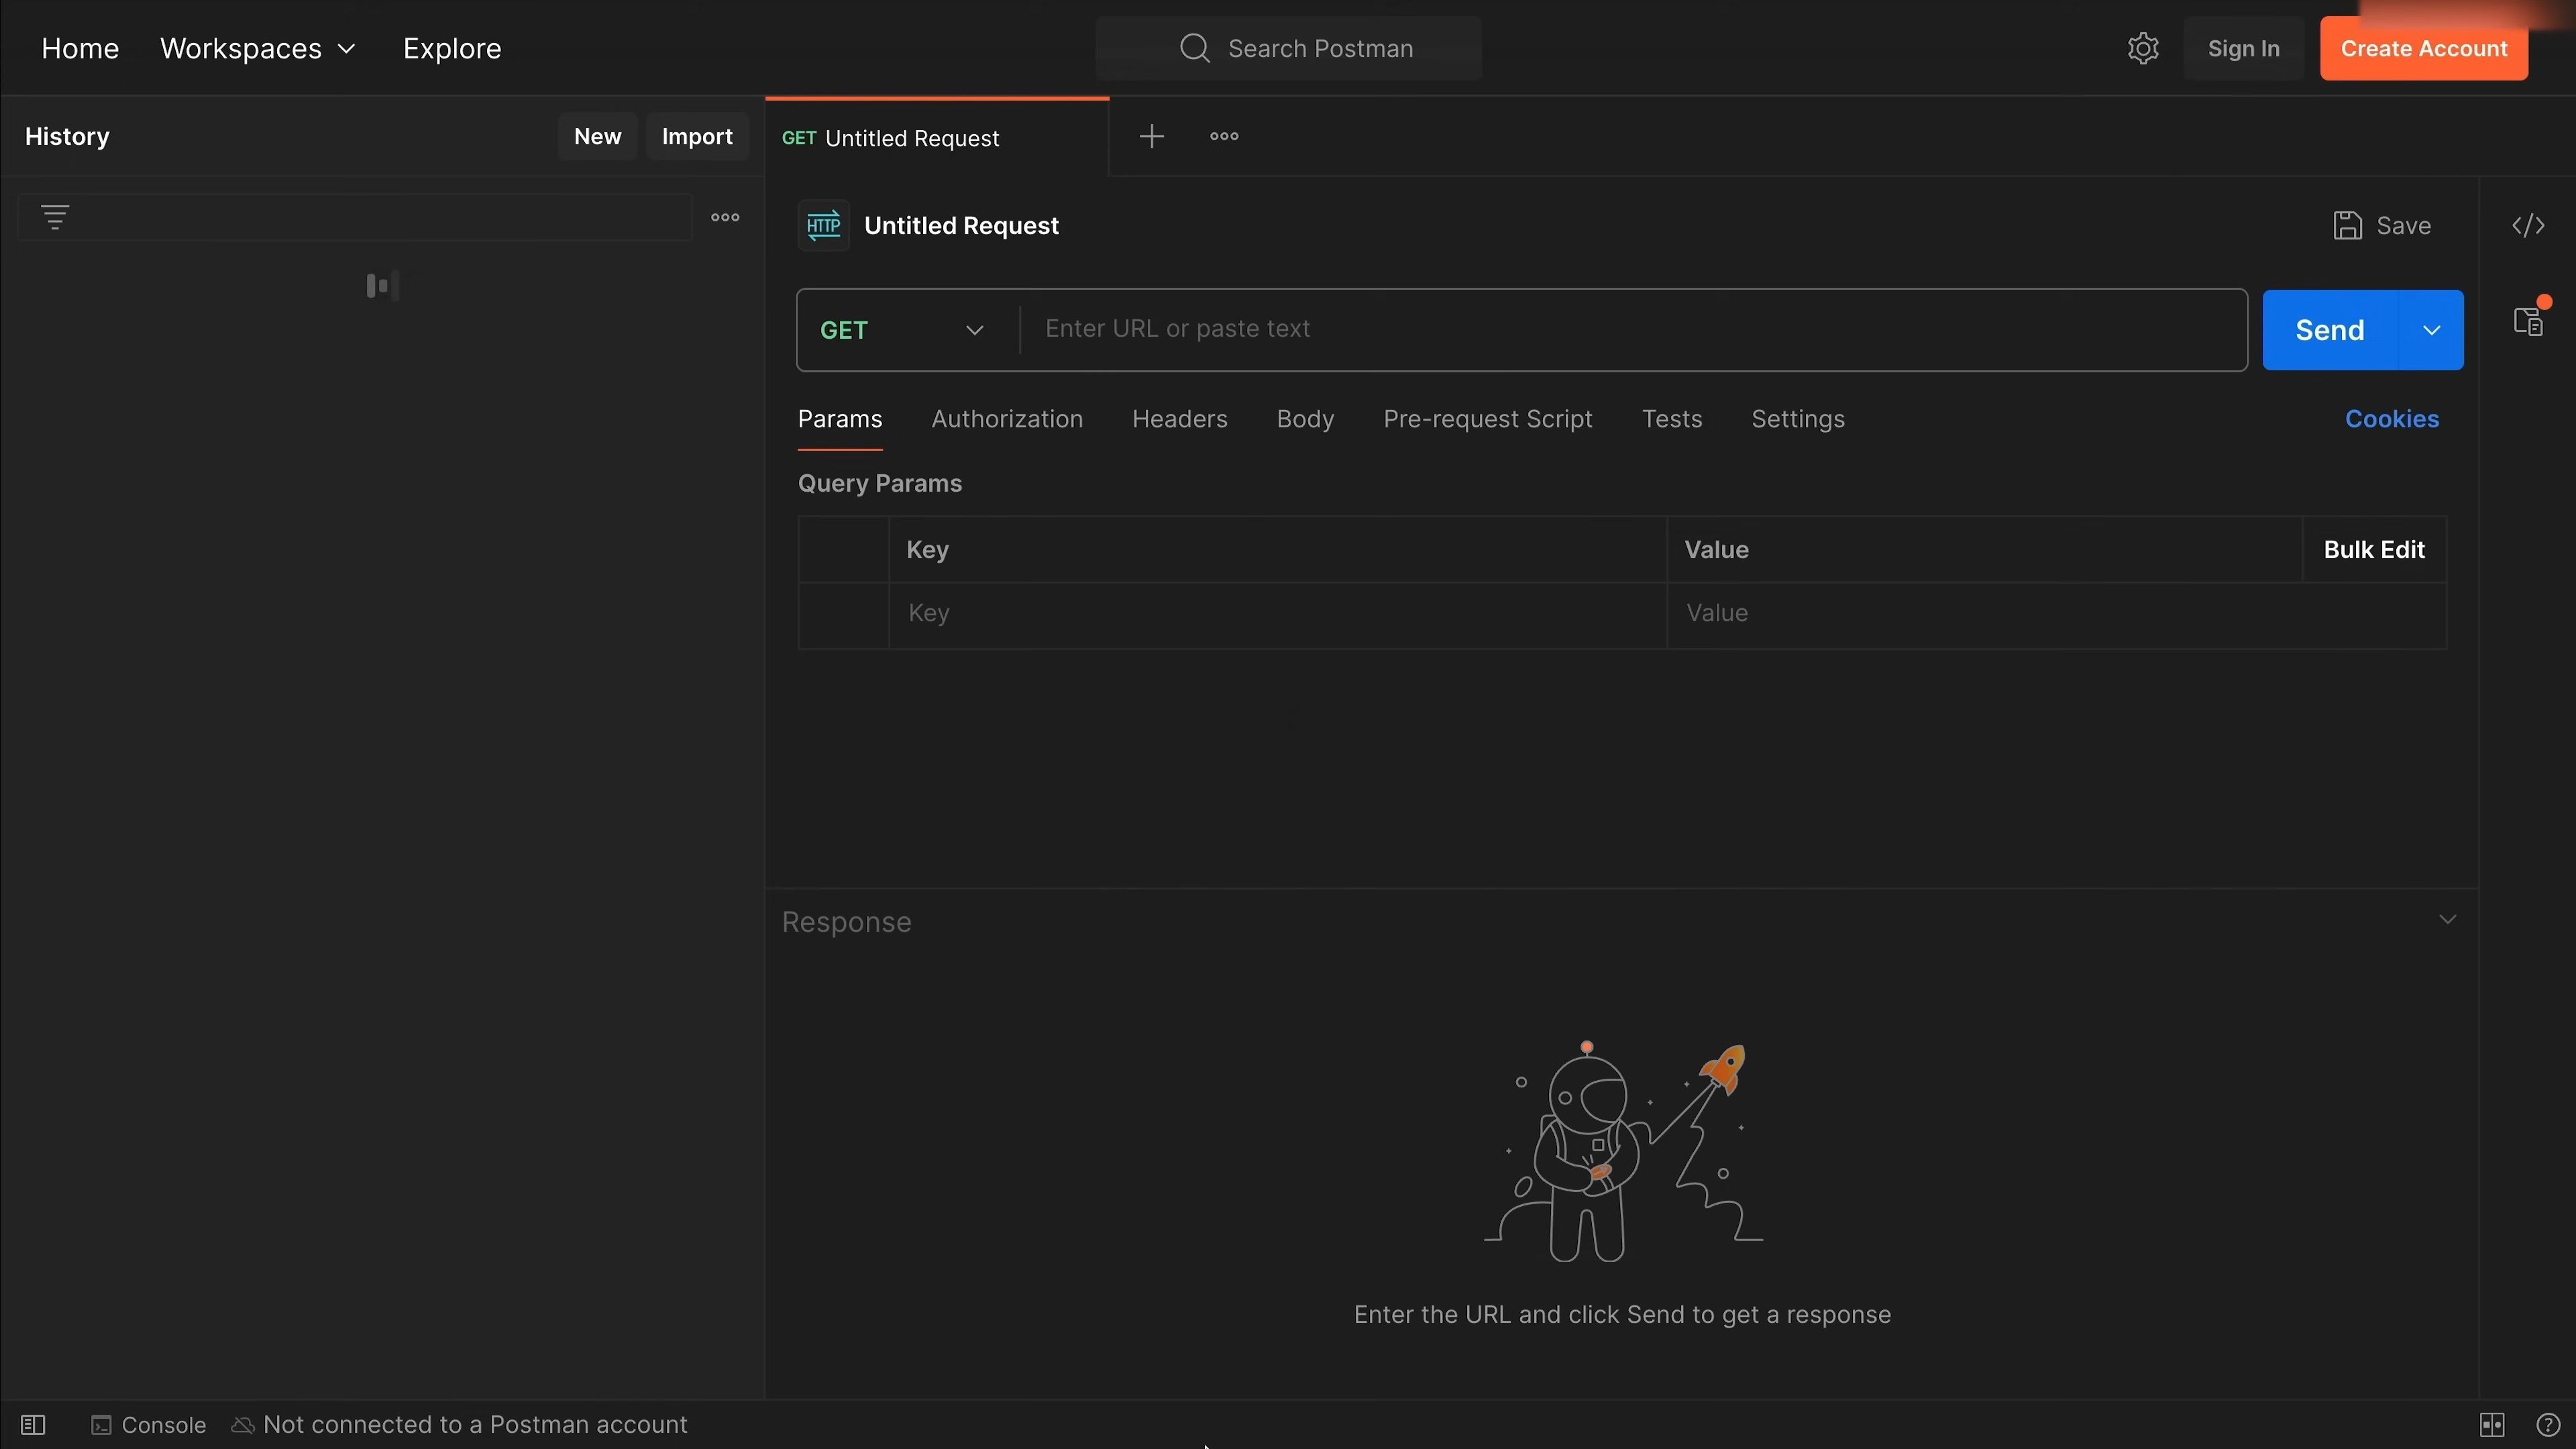 Home Workspaces Explore Search Postman Sign In Create Account
History New Import
GET Untitled Request
HTTP Untitled Request Save
GET Enter URL or paste text Send
Params Authorization Headers Body Pre-request Script Tests Settings Cookies
Query Params
Key Value Bulk Edit
Key Value
Response
Enter the URL and click Send to get a response
Console Not connected to a Postman account